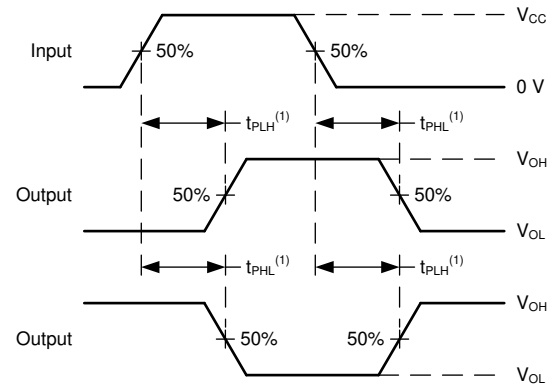 V<sub>CC</sub>
Input 50% 50%
0 V
t<sub>PLH</sub><sup>(1)</sup> t<sub>PHL</sub><sup>(1)</sup>
V<sub>OH</sub>
Output 50% 50%
V<sub>OL</sub>
t<sub>PHL</sub><sup>(1)</sup> t<sub>PLH</sub><sup>(1)</sup>
V<sub>OH</sub>
Output 50% 50%
V<sub>OL</sub>